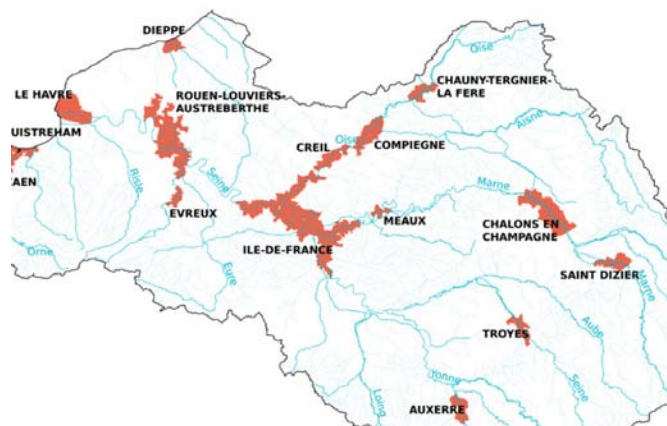 DIEPPE
Oise
CHAUNY-TERGNIER-
LA FERE
LE HAVRE
ROUEN-LOUVIERS-
AUSTREBERTHE
UISTREHAM
Oise
Aisne
CREIL
COMPIEGNE
AEN
Risle
Seine
Marne
EVREUX
MEAUX
CHALONS EN
CHAMPAGNE
Orne
ILE-DE-FRANCE
Eure
SAINT DIZIER
Marne
Aube
TROYES
Seine
Yonne
Loing
AUXERRE